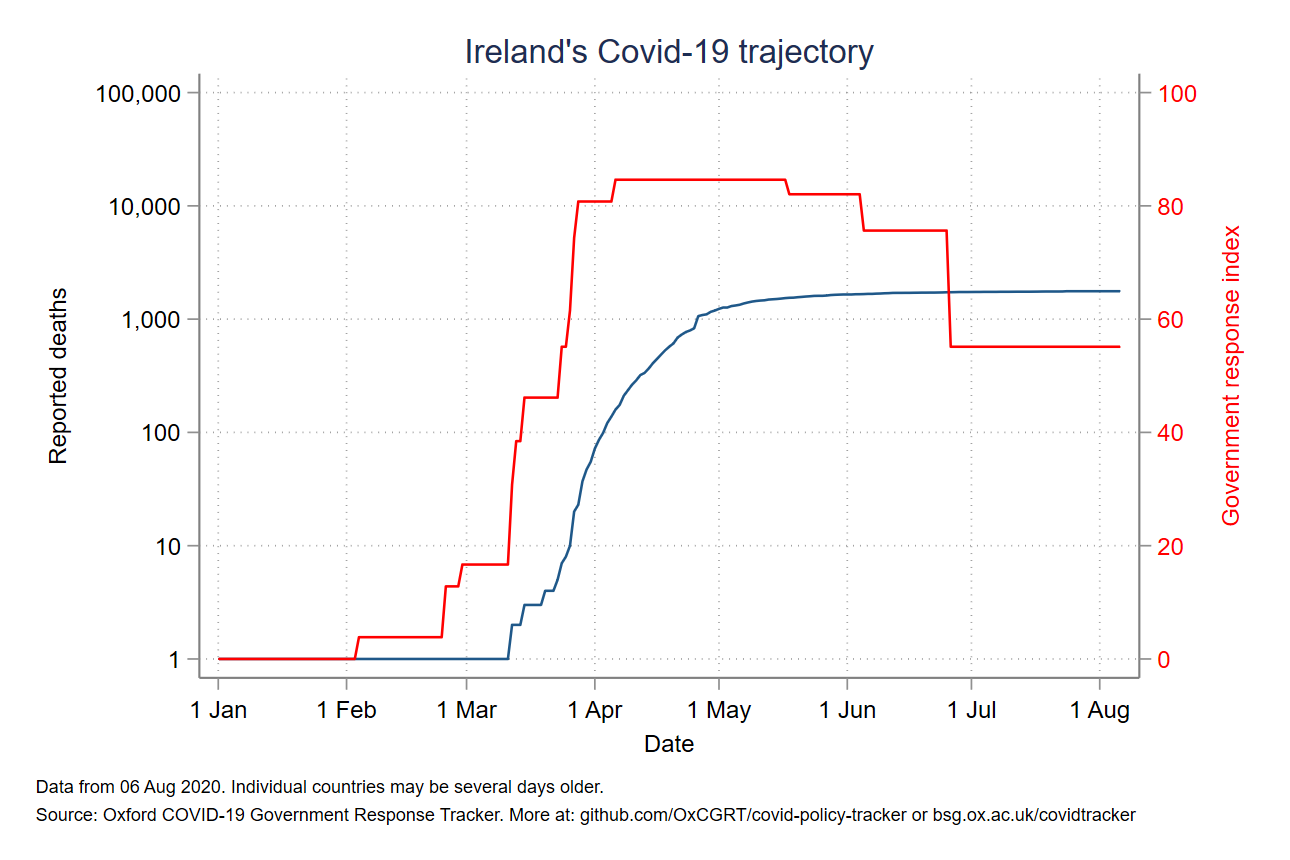 Ireland's Covid-19 trajectory
100,000
10,000
1,000
100
10
1
Reported deaths
100
80
60
40
20
0
Government response index
1 Jan 1 Feb 1 Mar 1 Apr 1 May 1 Jun 1 Jul 1 Aug
Date
Data from 06 Aug 2020. Individual countries may be several days older.
Source: Oxford COVID-19 Government Response Tracker. More at: github.com/OxCGRT/covid-policy-tracker or bsg.ox.ac.uk/covidtracker